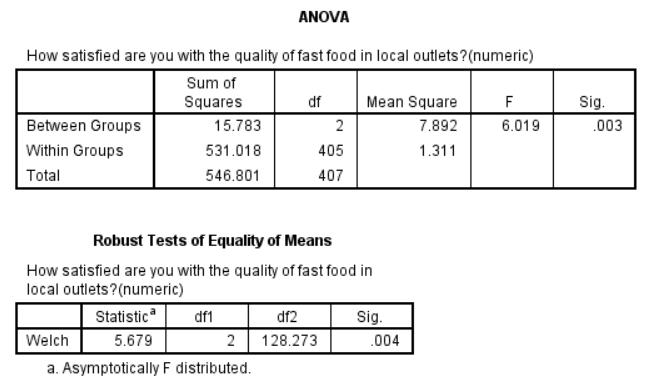 ANOVA
How satisfied are you with the quality of fast food in local outlets?(numeric)
Sum of
Squares df Mean Square F Sig.
Between Groups 15.783 2 7.892 6.019 .003
Within Groups 531.018 405 1.311
Total 546.801 407
Robust Tests of Equality of Means
How satisfied are you with the quality of fast food in
local outlets?(numeric)
Statistica df1 df2 Sig.
Welch 5.679 2 128.273 .004
a. Asymptotically F distributed.